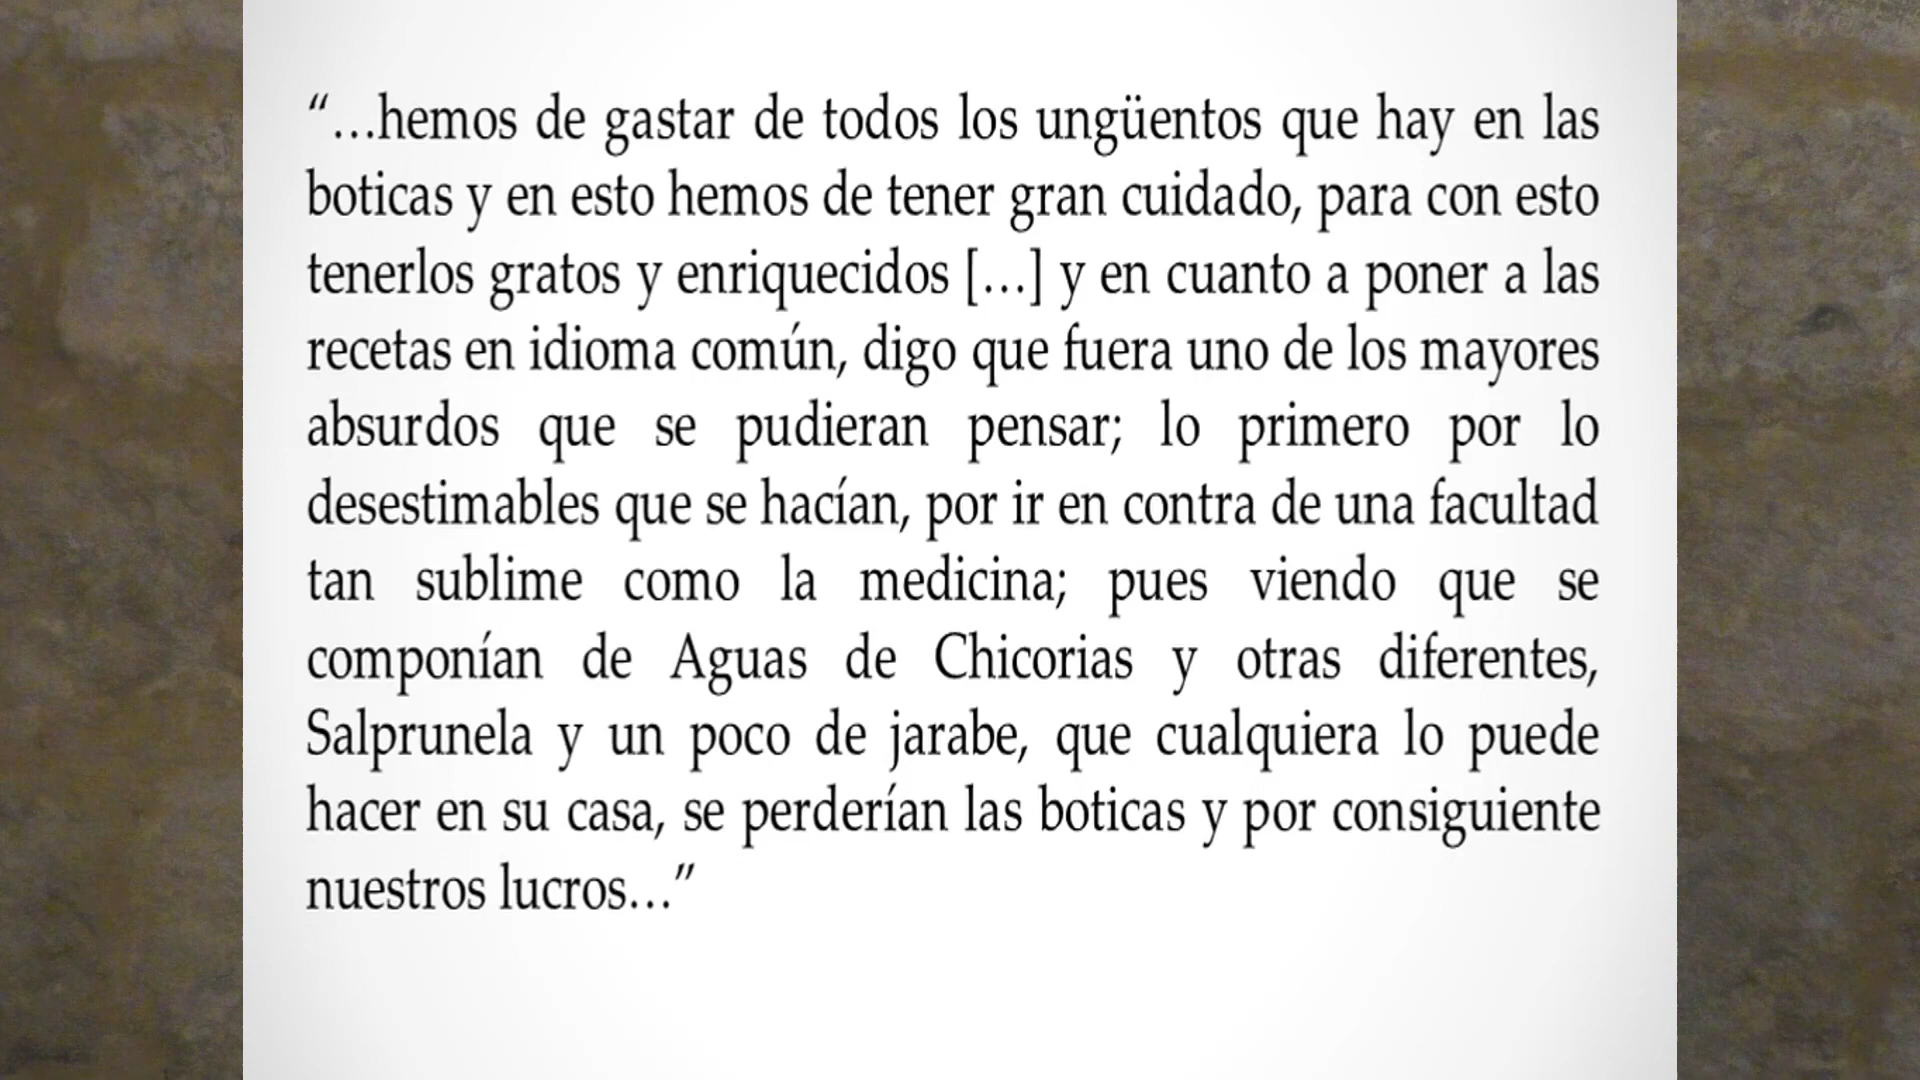 “…hemos de gastar de todos los ungüentos que hay en las
boticas y en esto hemos de tener gran cuidado, para con esto
tenerlos gratos y enriquecidos […] y en cuanto a poner a las
recetas en idioma común, digo que fuera uno de los mayores
absurdos que se pudieran pensar; lo primero por lo
desestimables que se hacían, por ir en contra de una facultad
tan sublime como la medicina; pues viendo que se
componían de Aguas de Chicorias y otras diferentes,
Salprunela y un poco de jarabe, que cualquiera lo puede
hacer en su casa, se perderían las boticas y por consiguiente
nuestros lucros…”